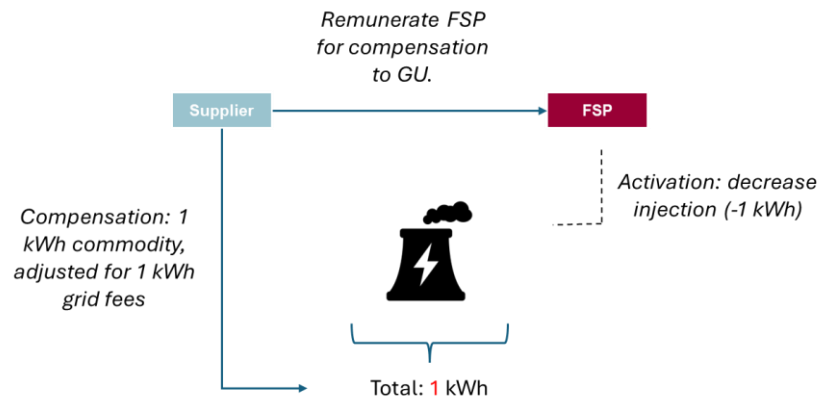 Remunerate FSP
for compensation
to GU.
Supplier
FSP
Activation: decrease
injection (-1 kWh)
Compensation: 1
kWh commodity,
adjusted for 1 kWh
grid fees
Total: 1 kWh